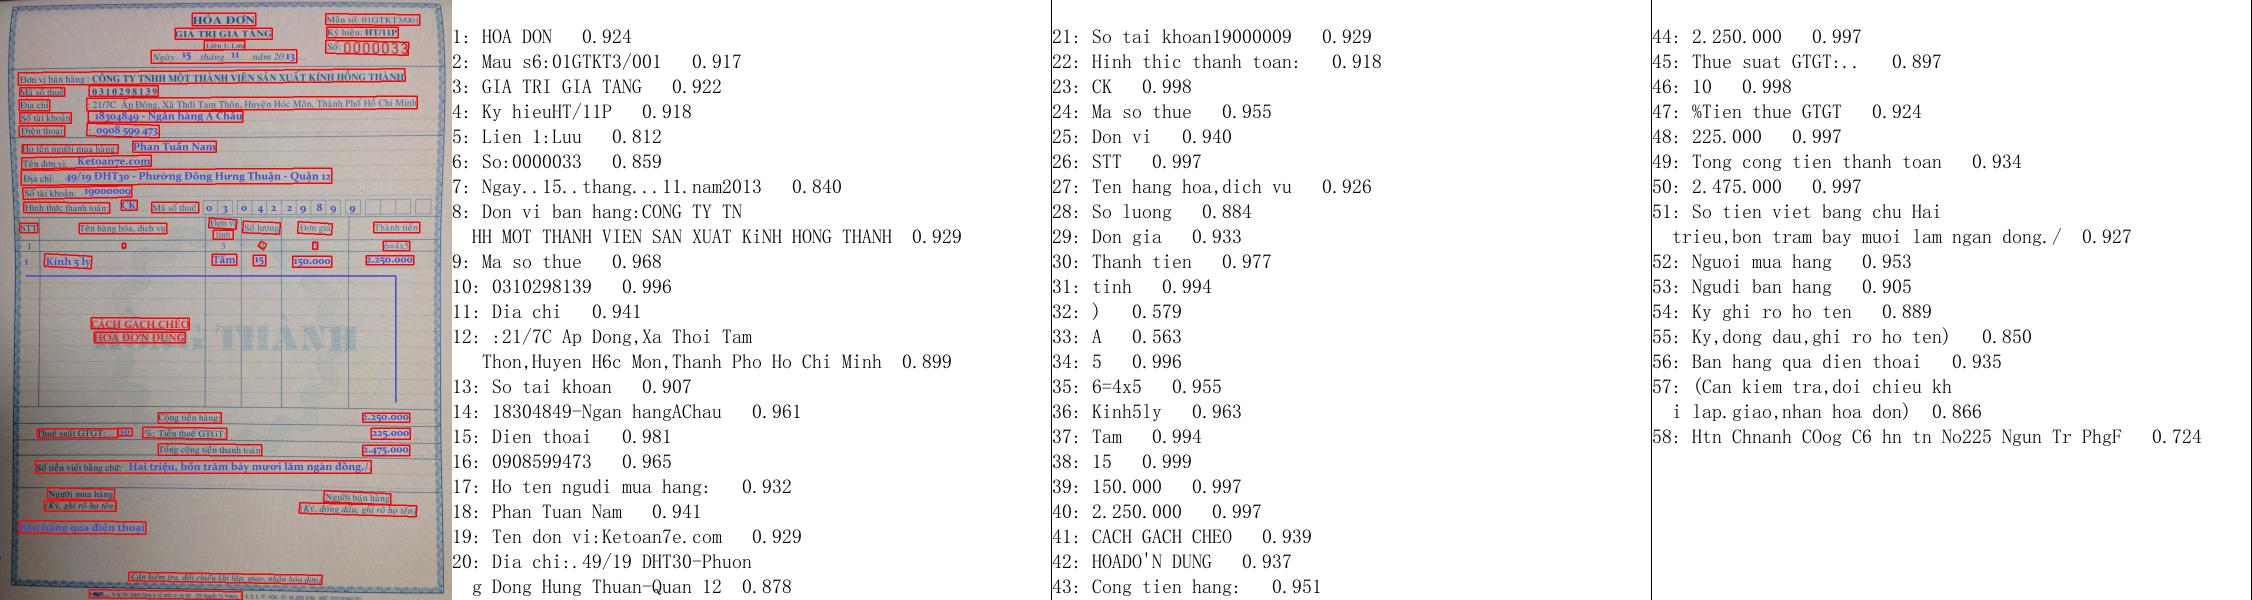 HÓA ĐƠN
GIÁ TRỊ GIA TĂNG
Liên 1: Lưu
Mẫu số: 01GTKT3/001
Ký hiệu: HT/11P
Số: 0000033
Ngày 15 tháng 11 năm 2013
Đơn vị bán hàng: CÔNG TY TNHH MỘT THÀNH VIÊN SẢN XUẤT KÍNH HỒNG THÀNH
Mã số thuế : 0310298139
Địa chỉ : 21/7C Ấp Đông, Xã Thới Tam Thôn, Huyện Hóc Môn, Thành Phố Hồ Chí Minh
Số tài khoản : 18304849 - Ngân hàng Á Châu
Điện thoại : 0908 599 473
Họ tên người mua hàng: Phan Tuấn Nam
Tên đơn vị: Ketoan7e.com
Địa chỉ: 49/19 ĐHT30 - Phường Đông Hưng Thuận - Quận 12
Số tài khoản: 19000009
Hình thức thanh toán: CK Mã số thuế 0 3 0 4 2 2 9 8 9 9
STT Tên hàng hóa, dịch vụ Đơn vị tính Số lượng Đơn giá Thành tiền
1 2 3 4 5 6=4x5
1 Kính 5 ly Tấm 15 150.000 2.250.000
CÁCH GẠCH CHÉO
HÓA ĐƠN ĐÚNG
HỒNG THÀNH
Cộng tiền hàng: 2.250.000
Thuế suất GTGT: 10 %: Tiền thuế GTGT: 225.000
Tổng cộng tiền thanh toán 2.475.000
Số tiền viết bằng chữ: Hai triệu, bốn trăm bảy mươi lăm ngàn đồng./
Người mua hàng Người bán hàng
(Ký, ghi rõ họ tên) (Ký, đóng dấu, ghi rõ họ tên)
Bán hàng qua điện thoại
(Cần kiểm tra, đối chiếu khi lập, giao, nhận hóa đơn)
1: HOA DON 0.924
2: Mau s6:01GTKT3/001 0.917
3: GIA TRI GIA TANG 0.922
4: Ky hieuHT/11P 0.918
5: Lien 1:Luu 0.812
6: So:0000033 0.859
7: Ngay..15..thang...11.nam2013 0.840
8: Don vi ban hang:CONG TY TN
HH MOT THANH VIEN SAN XUAT KiNH HONG THANH 0.929
9: Ma so thue 0.968
10: 0310298139 0.996
11: Dia chi 0.941
12: :21/7C Ap Dong,Xa Thoi Tam
Thon,Huyen H6c Mon,Thanh Pho Ho Chi Minh 0.899
13: So tai khoan 0.907
14: 18304849-Ngan hangAChau 0.961
15: Dien thoai 0.981
16: 0908599473 0.965
17: Ho ten ngudi mua hang: 0.932
18: Phan Tuan Nam 0.941
19: Ten don vi:Ketoan7e.com 0.929
20: Dia chi:.49/19 DHT30-Phuon
g Dong Hung Thuan-Quan 12 0.878
21: So tai khoan19000009 0.929
22: Hinh thic thanh toan: 0.918
23: CK 0.998
24: Ma so thue 0.955
25: Don vi 0.940
26: STT 0.997
27: Ten hang hoa,dich vu 0.926
28: So luong 0.884
29: Don gia 0.933
30: Thanh tien 0.977
31: tinh 0.994
32: ) 0.579
33: A 0.563
34: 5 0.996
35: 6=4x5 0.955
36: Kinh5ly 0.963
37: Tam 0.994
38: 15 0.999
39: 150.000 0.997
40: 2.250.000 0.997
41: CACH GACH CHEO 0.939
42: HOADO'N DUNG 0.937
43: Cong tien hang: 0.951
44: 2.250.000 0.997
45: Thue suat GTGT:.. 0.897
46: 10 0.998
47: %Tien thue GTGT 0.924
48: 225.000 0.997
49: Tong cong tien thanh toan 0.934
50: 2.475.000 0.997
51: So tien viet bang chu Hai
trieu,bon tram bay muoi lam ngan dong./ 0.927
52: Nguoi mua hang 0.953
53: Ngudi ban hang 0.905
54: Ky ghi ro ho ten 0.889
55: Ky,dong dau,ghi ro ho ten) 0.850
56: Ban hang qua dien thoai 0.935
57: (Can kiem tra,doi chieu kh
i lap.giao,nhan hoa don) 0.866
58: Htn Chnanh COog C6 hn tn No225 Ngun Tr PhgF 0.724